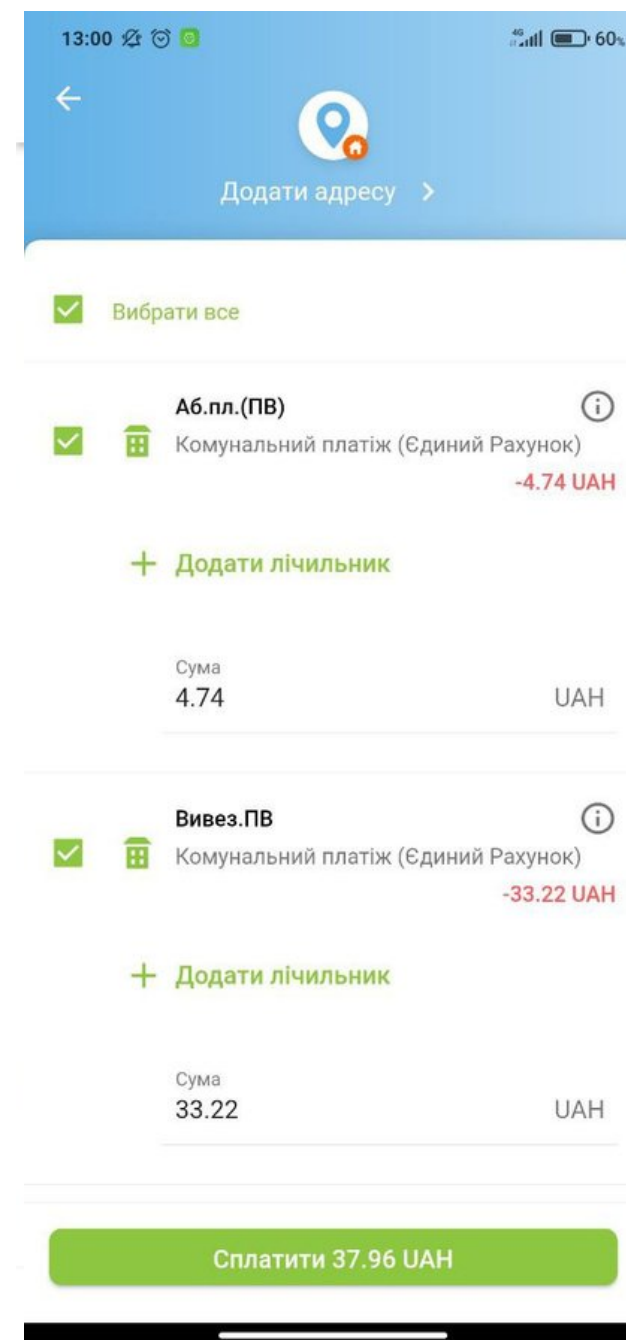 13:00 4G 60%
Додати адресу >
Вибрати все
Аб.пл.(ПВ)
Комунальний платіж (Єдиний Рахунок)
-4.74 UAH
+ Додати лічильник
Сума
4.74 UAH
Вивез.ПВ
Комунальний платіж (Єдиний Рахунок)
-33.22 UAH
+ Додати лічильник
Сума
33.22 UAH
Сплатити 37.96 UAH